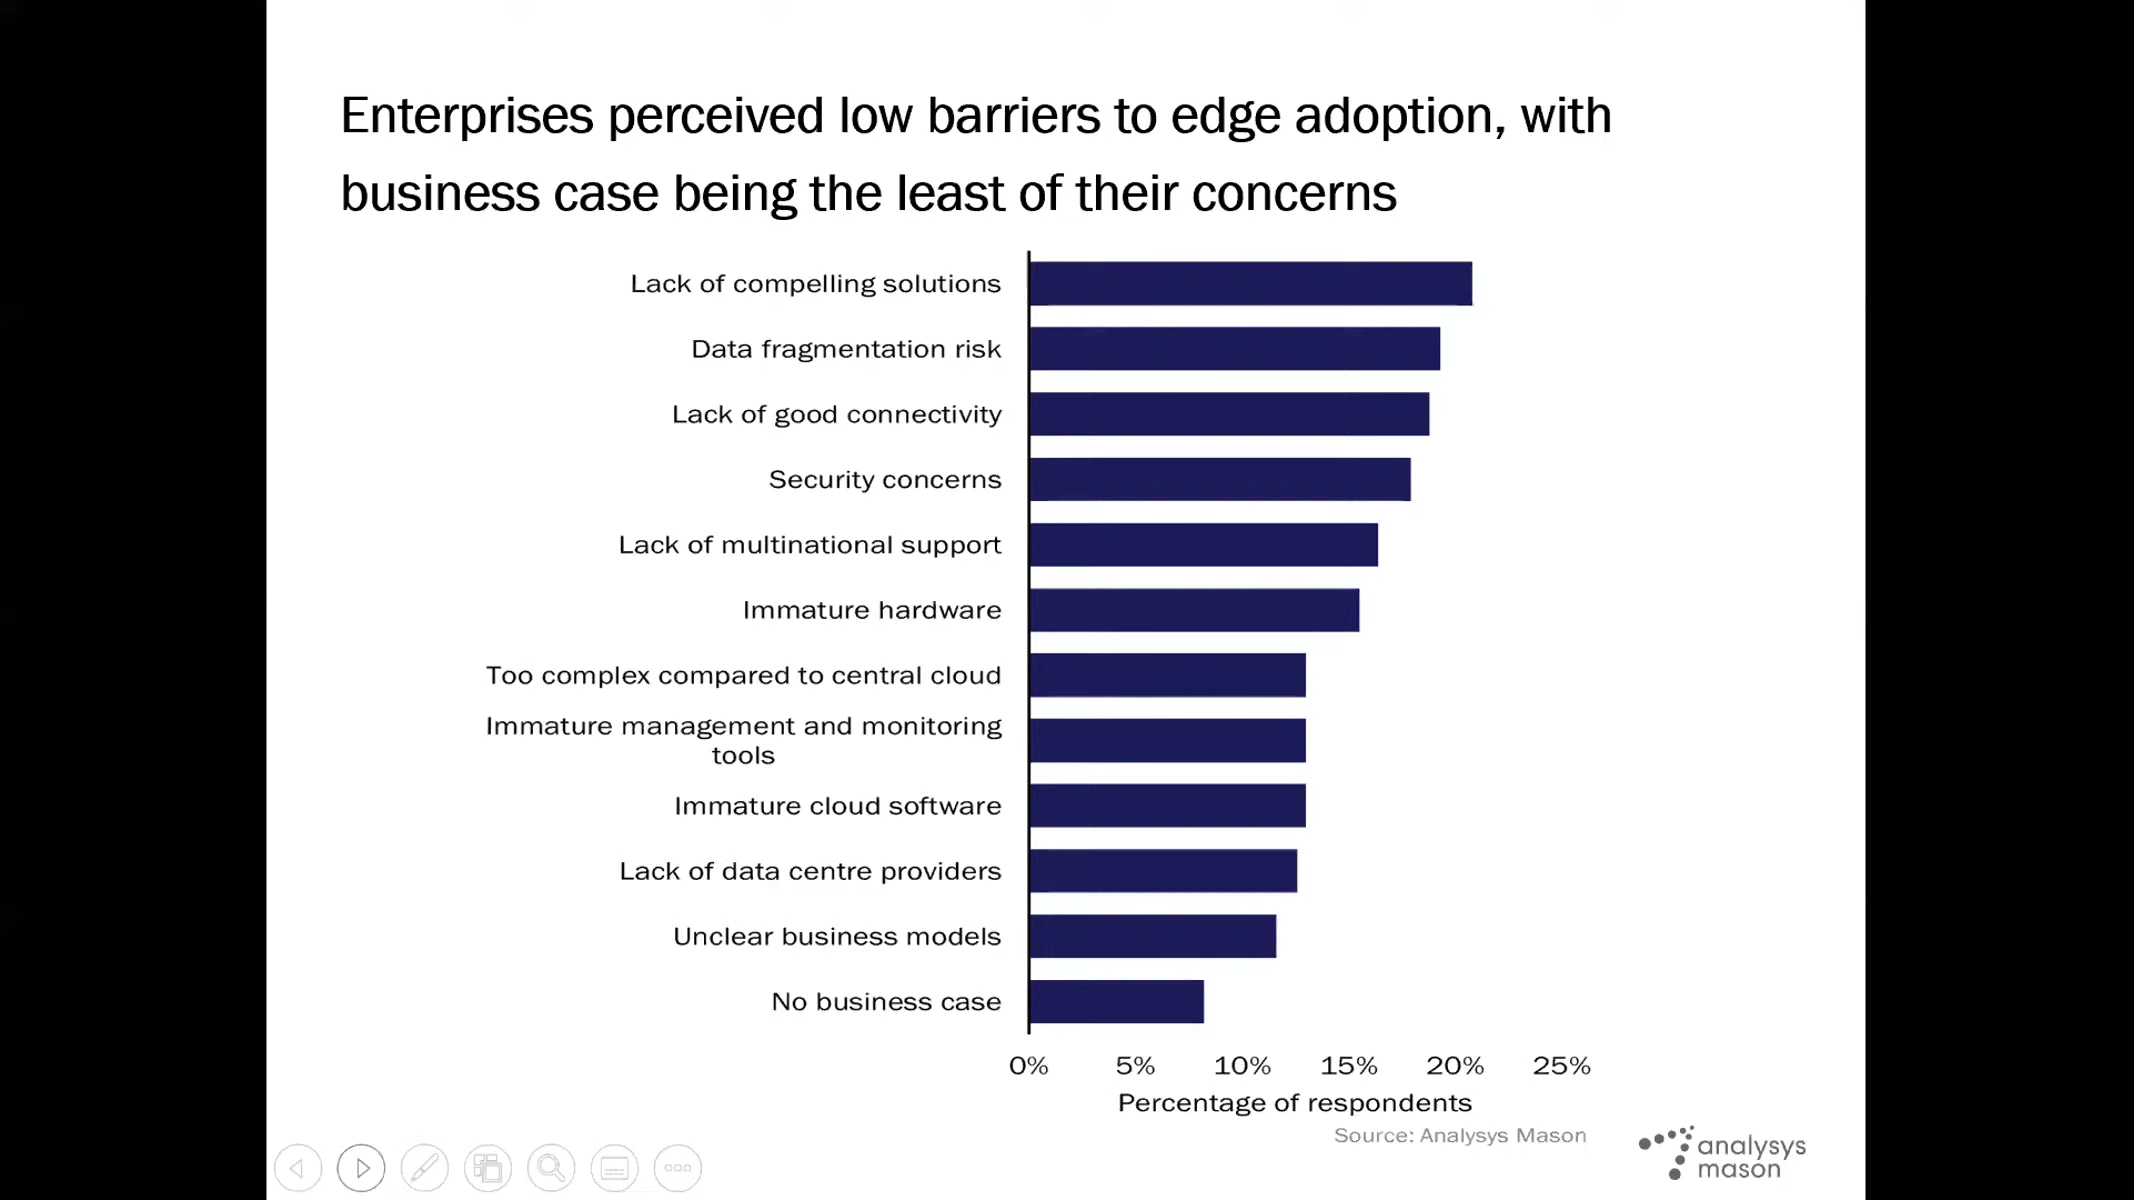 Enterprises perceived low barriers to edge adoption, with
business case being the least of their concerns
Lack of compelling solutions
Data fragmentation risk
Lack of good connectivity
Security concerns
Lack of multinational support
Immature hardware
Too complex compared to central cloud
Immature management and monitoring
tools
Immature cloud software
Lack of data centre providers
Unclear business models
No business case
0% 5% 10% 15% 20% 25%
Percentage of respondents
Source: Analysys Mason
analysys
mason